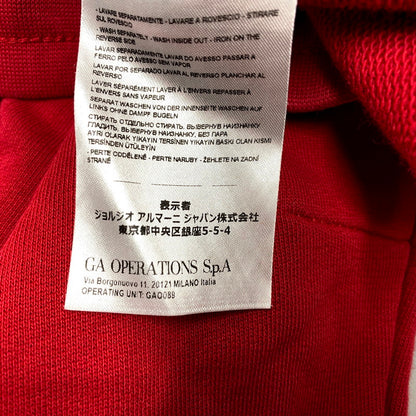 - LAVARE SEPARATAMENTE - LAVARE A ROVESCIO - STIRARE
SUL ROVESCIO
- WASH SEPARATELY - WASH INSIDE OUT - IRON ON THE
REVERSE SIDE
LAVAR SEPARADO LAVAR DO AVESSO PASSAR A
FERRO PELO AVESSO SEM VAPOR
LAVAR POR SEPARADO LAVAR AL REVERSO PLANCHAR AL
REVERSO
LAVER SÉPARÉMENT LAVER À L'ENVERS REPASSER À
L'ENVERS SANS VAPEUR
SEPARAT WASCHEN VON DER INNENSEITE WASCHEN AUF
LINKS OHNE DAMPF BUGELN
СТИРАТЬ ОТДЕЛЬНО СТИРАТЬ, ВЫВЕРНУВ НАИЗНАНКУ
ГЛАДИТЬ, ВЫВЕРНУВ НАИЗНАНКУ, БЕЗ ПАРА
AYRI OLARAK YIKAYIN TERSİNEN YIKAYIN BASKI OLAN KISMI
TERSİNDEN ÜTÜLEYİN
- PERTE ODDĚLENĚ - PERTE NARUBY - ŽEHLETE NA ZADNÍ
STRANĚ
表示者
ジョルジオ アルマーニ ジャパン株式会社
東京都中央区銀座5-5-4
GA OPERATIONS S.p.A
Via Borgonuovo 11, 20121 MILANO Italia
OPERATING UNIT: GAO089